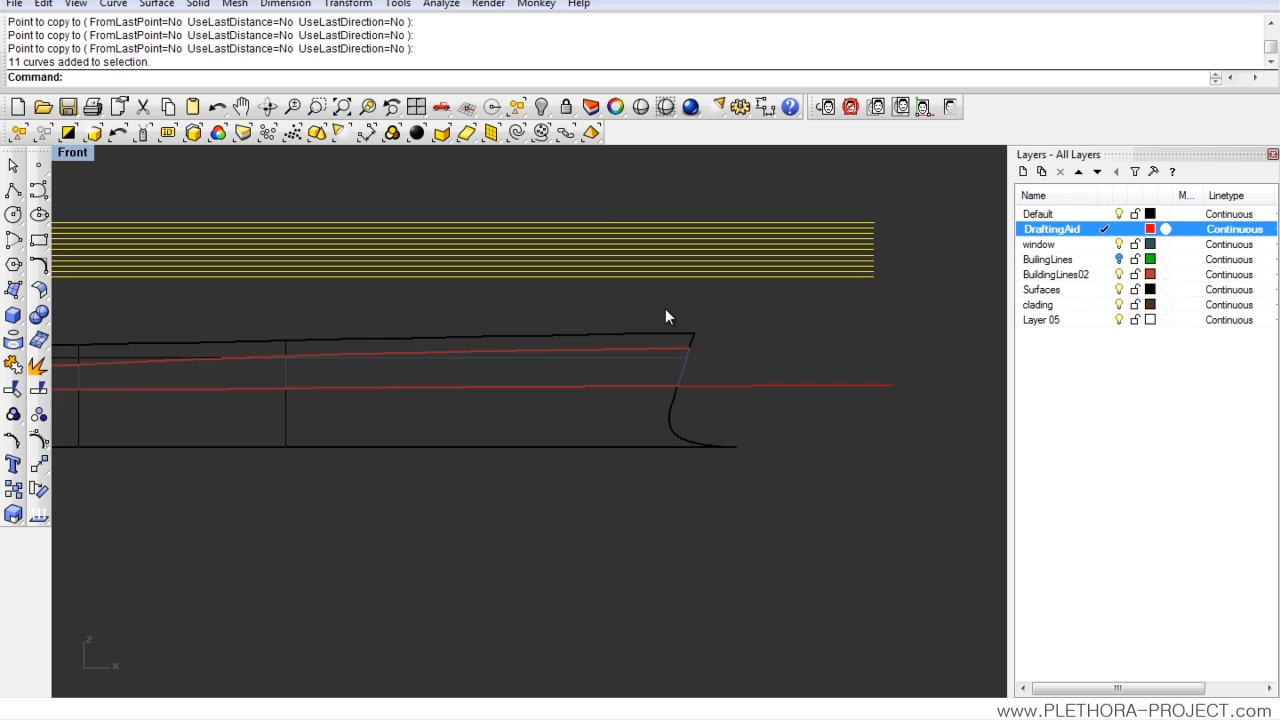 File Edit View Curve Surface Solid Mesh Dimension Transform Tools Analyze Render Monkey Help
Point to copy to ( FromLastPoint=No UseLastDistance=No UseLastDirection=No ):
Point to copy to ( FromLastPoint=No UseLastDistance=No UseLastDirection=No ):
Point to copy to ( FromLastPoint=No UseLastDistance=No UseLastDirection=No ):
11 curves added to selection.
Command:
Front
Layers - All Layers
Name M... Linetype
Default Continuous
DraftingAid Continuous
window Continuous
BuilingLines Continuous
BuildingLines02 Continuous
Surfaces Continuous
clading Continuous
Layer 05 Continuous
z
x
www.PLETHORA-PROJECT.com